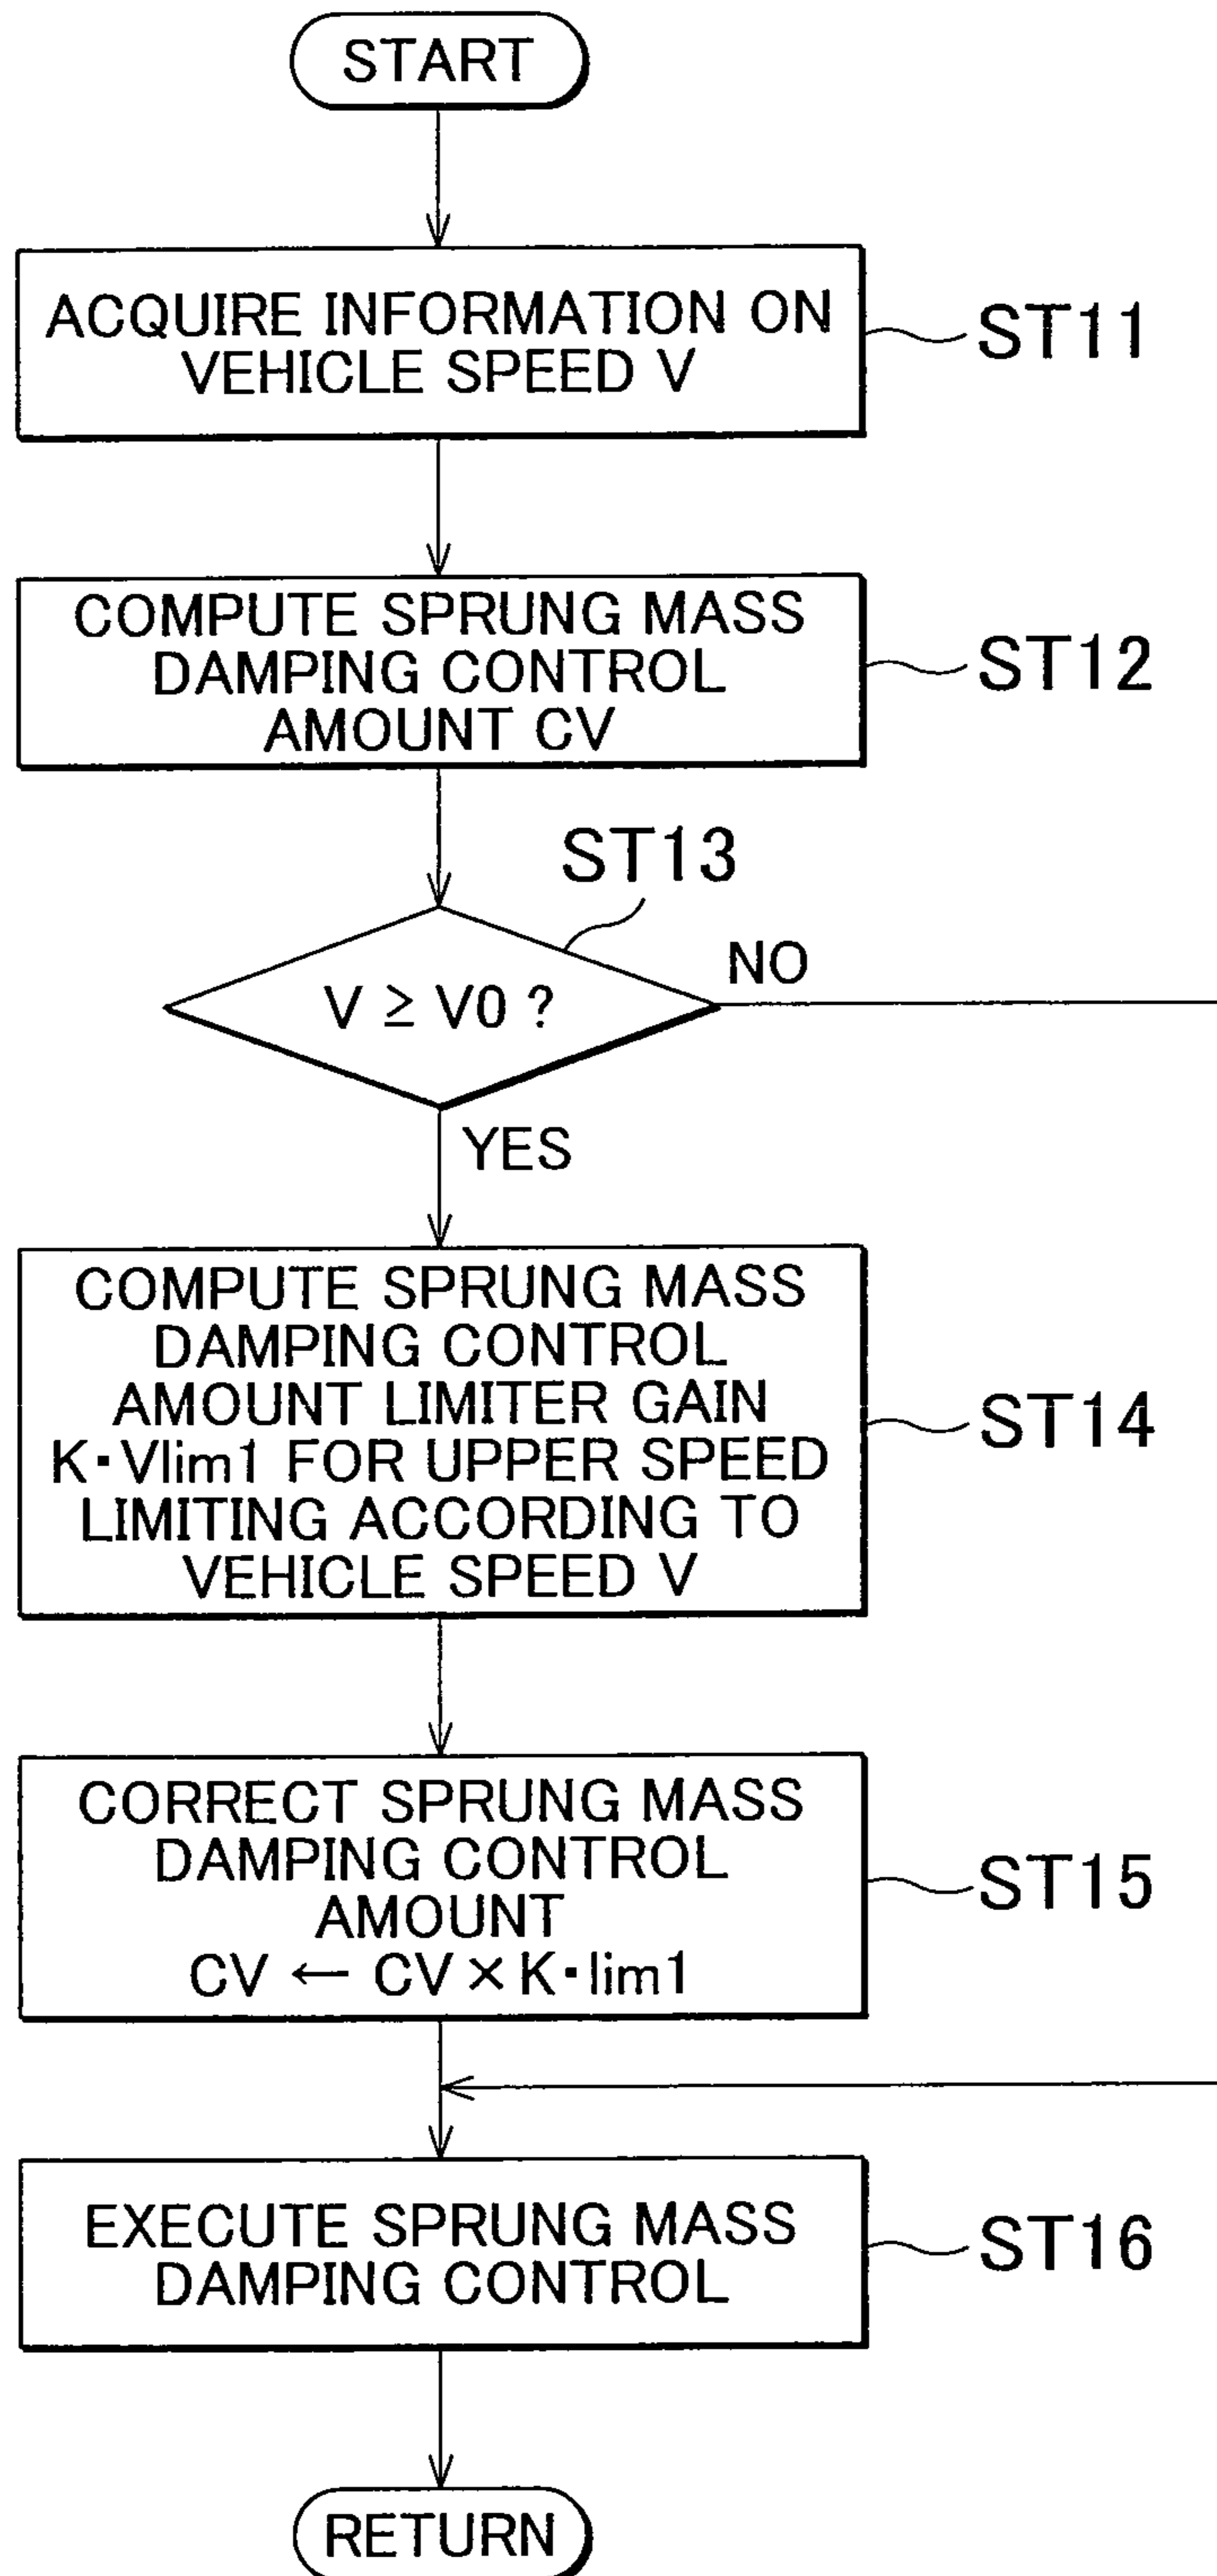 START
ACQUIRE INFORMATION ON
VEHICLE SPEED V
ST11
COMPUTE SPRUNG MASS
DAMPING CONTROL
AMOUNT CV
ST12
ST13
V ≧ V0 ?
NO
YES
COMPUTE SPRUNG MASS
DAMPING CONTROL
AMOUNT LIMITER GAIN
K・Vlim1 FOR UPPER SPEED
LIMITING ACCORDING TO
VEHICLE SPEED V
ST14
CORRECT SPRUNG MASS
DAMPING CONTROL
AMOUNT
CV ← CV × K・lim1
ST15
EXECUTE SPRUNG MASS
DAMPING CONTROL
ST16
RETURN